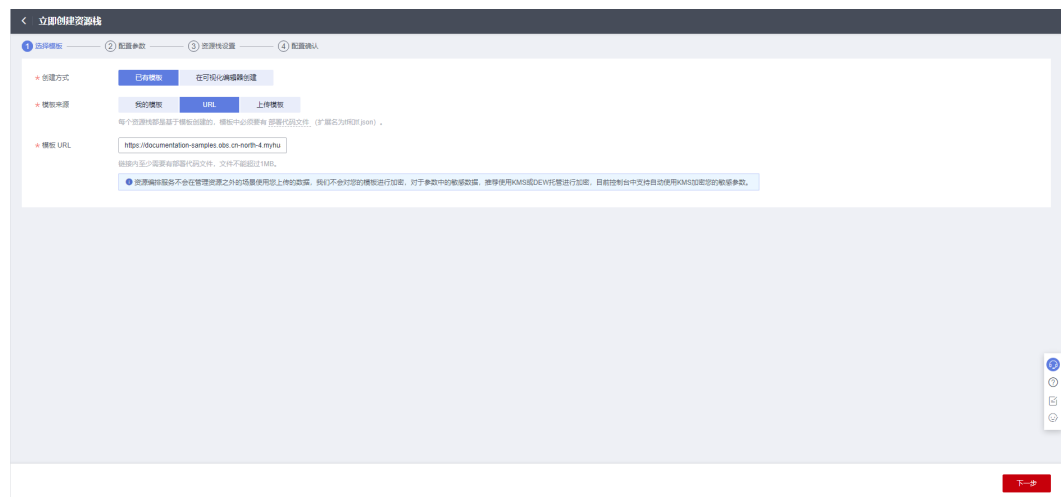 立即创建资源栈
1 选择模板 2 配置参数 3 资源栈设置 4 配置确认
* 创建方式 已有模板 在可视化编辑器创建
* 模板来源 我的模板 URL 上传模板
每个资源栈都是基于模板创建的，模板中必须要有 部署代码文件 （扩展名为tf和tf.json）。
* 模板 URL https://documentation-samples.obs.cn-north-4.myhu
链接内至少需要有部署代码文件，文件不能超过1MB。
资源编排服务不会在管理资源之外的场景使用您上传的数据，我们不会对您的模板进行加密，对于参数中的敏感数据，推荐使用KMS或DEW托管进行加密，目前控制台中支持自动使用KMS加密您的敏感参数。
下一步